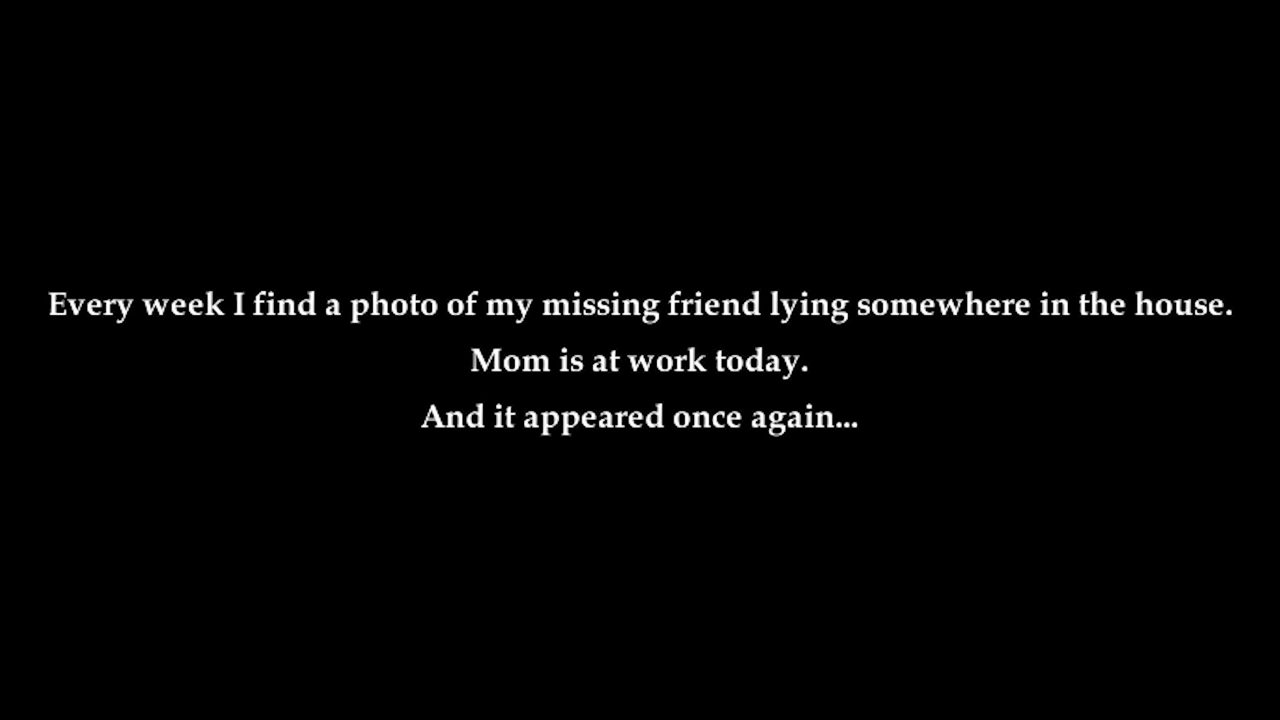 Every week I find a photo of my missing friend lying somewhere in the house.
Mom is at work today.
And it appeared once again...